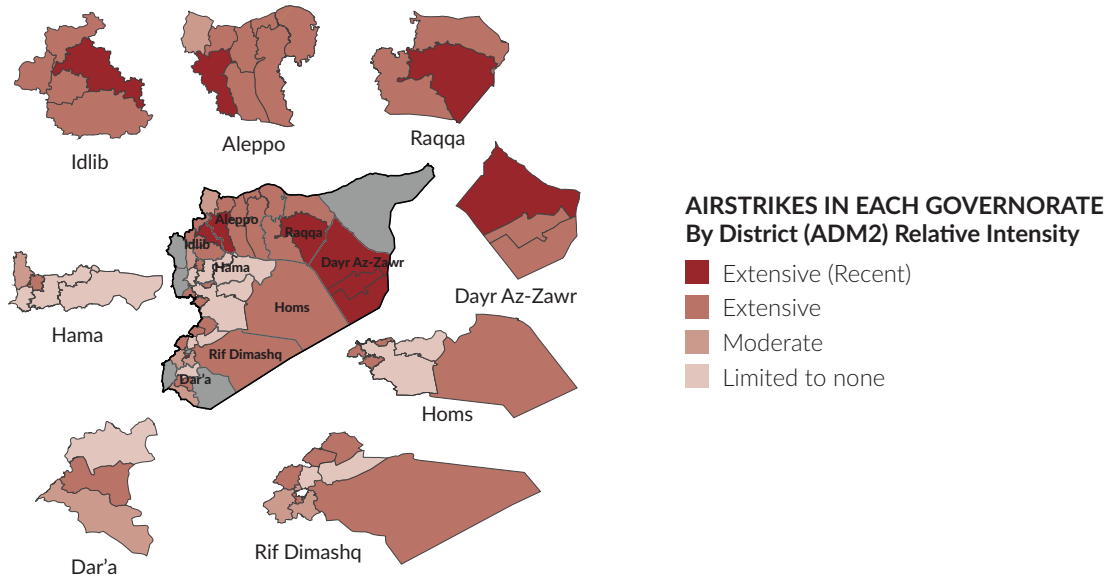 Idlib
Aleppo
Raqqa
Aleppo
Idlib
Raqqa
Hama
Dayr Az-Zawr
Homs
Rif Dimashq
Dar'a
Dayr Az-Zawr
Hama
Homs
Dar'a
Rif Dimashq
AIRSTRIKES IN EACH GOVERNORATE
By District (ADM2) Relative Intensity
Extensive (Recent)
Extensive
Moderate
Limited to none